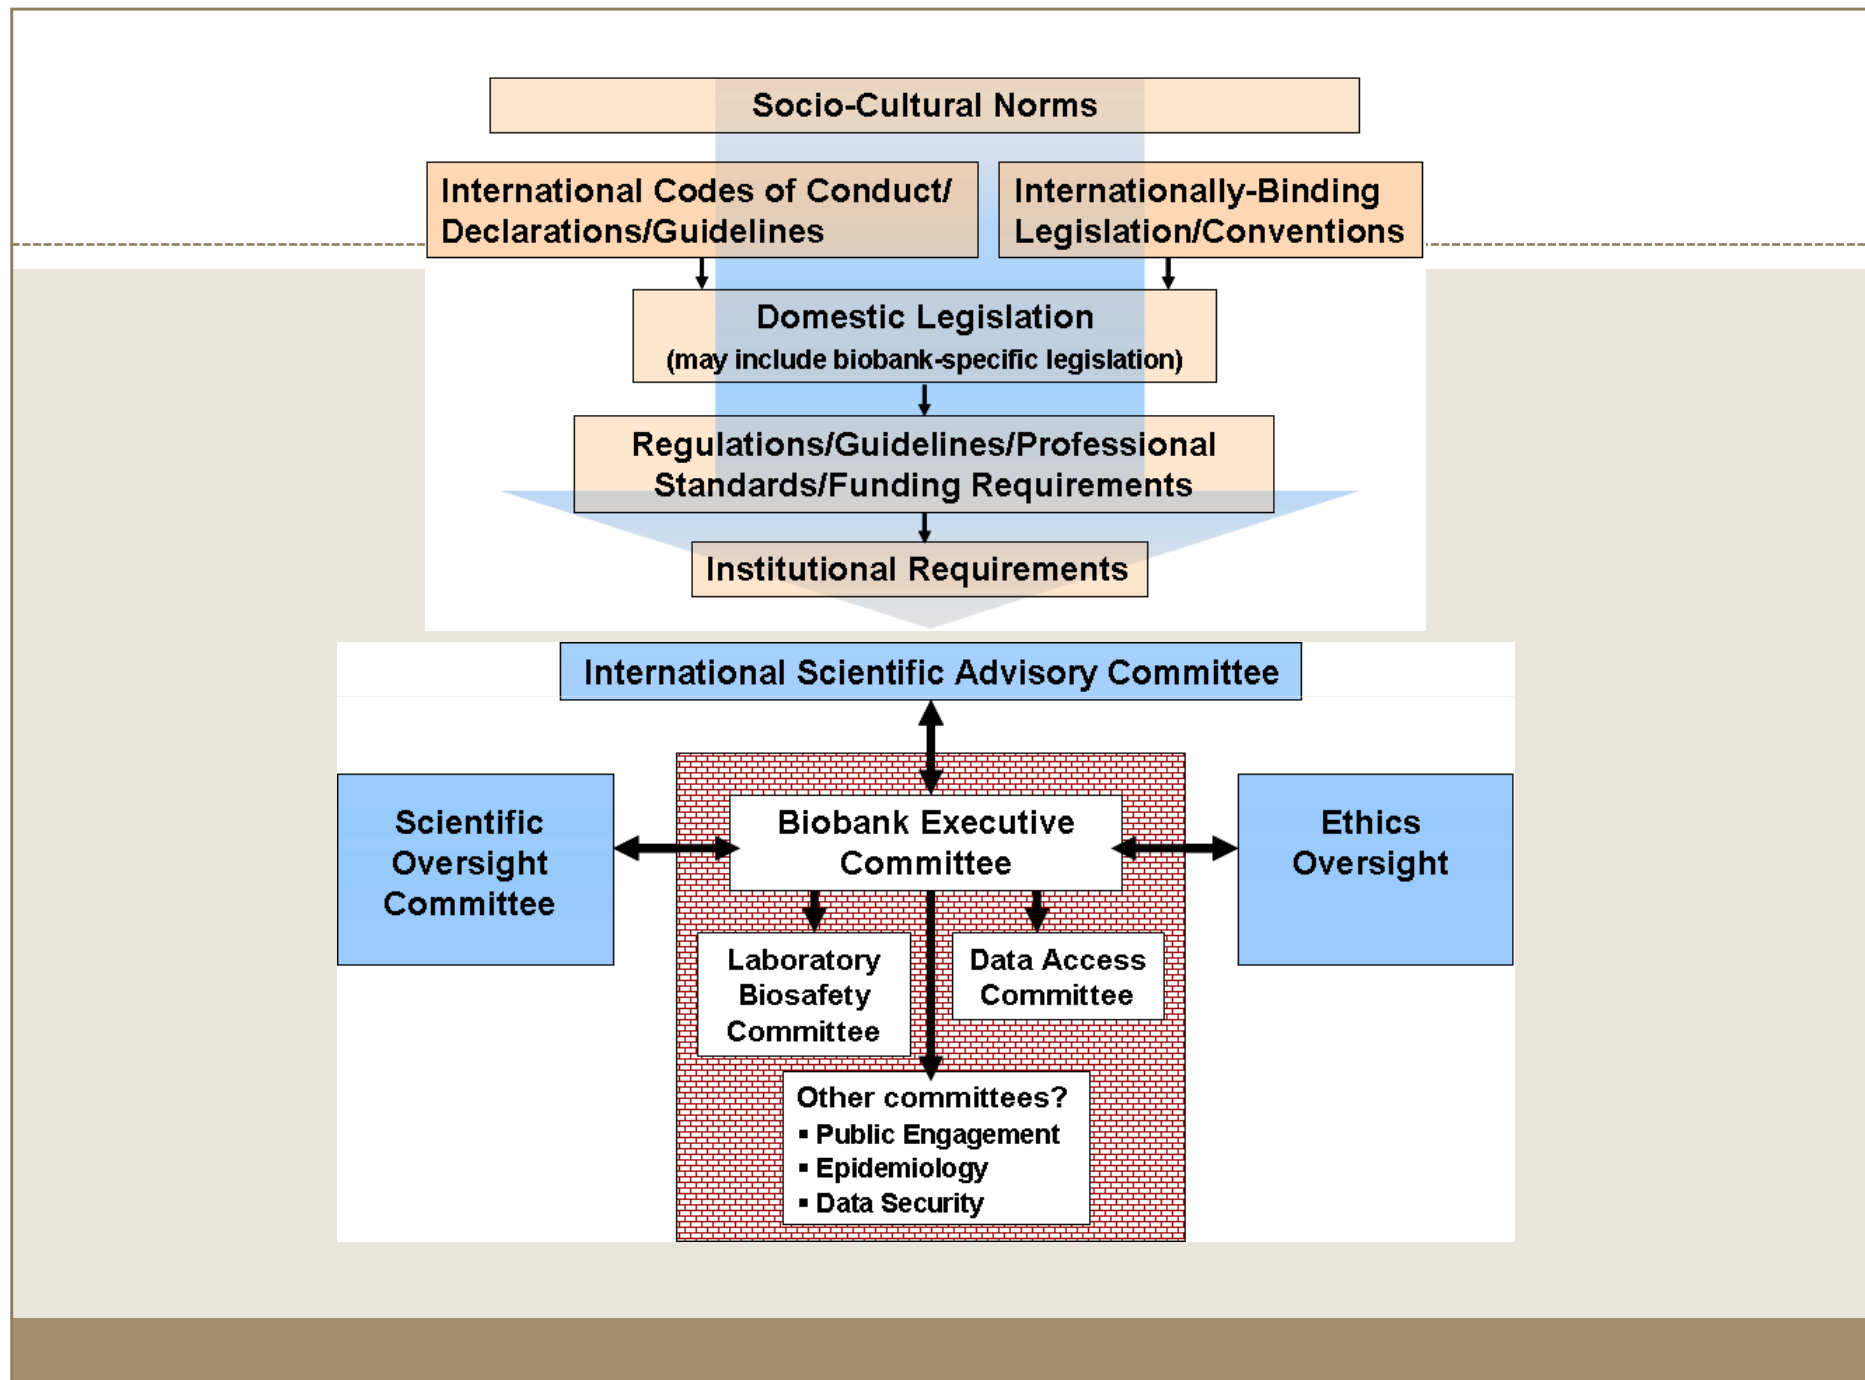 Socio-Cultural Norms
International Codes of Conduct/
Declarations/Guidelines
Internationally-Binding
Legislation/Conventions
Domestic Legislation
(may include biobank-specific legislation)
Regulations/Guidelines/Professional
Standards/Funding Requirements
Institutional Requirements
International Scientific Advisory Committee
Scientific
Oversight
Committee
Biobank Executive
Committee
Ethics
Oversight
Laboratory
Biosafety
Committee
Data Access
Committee
Other committees?
▪ Public Engagement
▪ Epidemiology
▪ Data Security